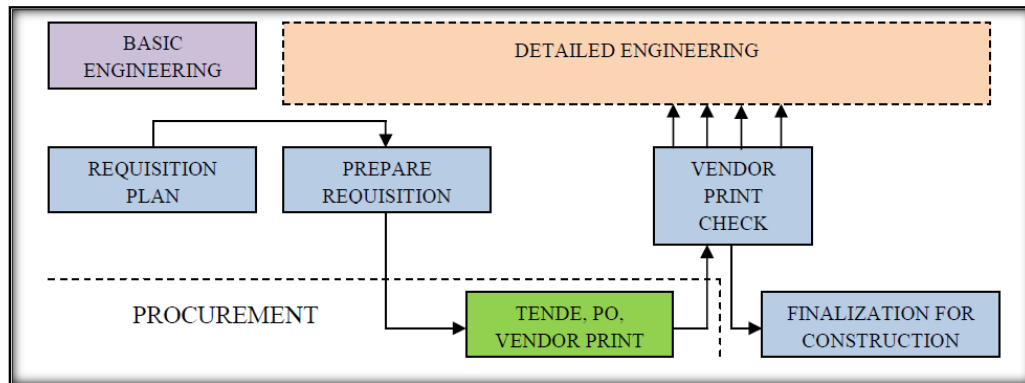 BASIC
ENGINEERING
DETAILED ENGINEERING
REQUISITION
PLAN
PREPARE
REQUISITION
VENDOR
PRINT
CHECK
PROCUREMENT
TENDE, PO,
VENDOR PRINT
FINALIZATION FOR
CONSTRUCTION